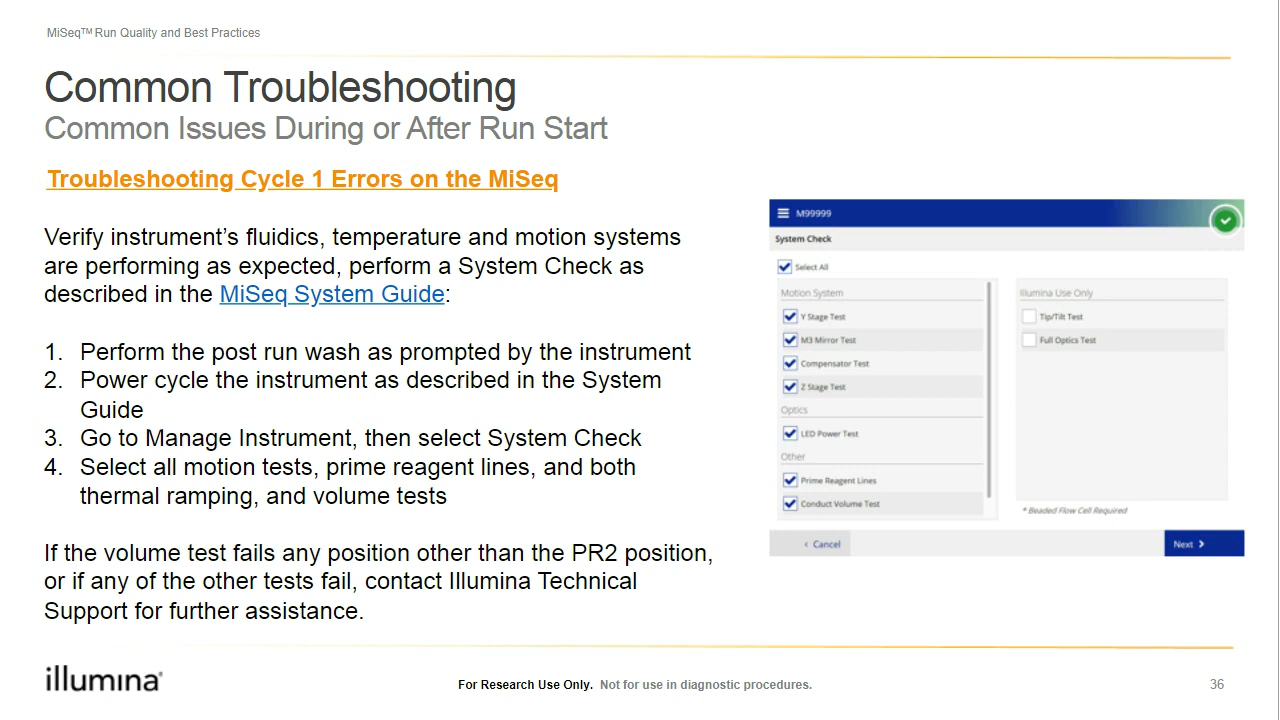 MiSeq™ Run Quality and Best Practices
Common Troubleshooting
Common Issues During or After Run Start
Troubleshooting Cycle 1 Errors on the MiSeq
Verify instrument's fluidics, temperature and motion systems
are performing as expected, perform a System Check as
described in the MiSeq System Guide:
1. Perform the post run wash as prompted by the instrument
2. Power cycle the instrument as described in the System
Guide
3. Go to Manage Instrument, then select System Check
4. Select all motion tests, prime reagent lines, and both
thermal ramping, and volume tests
If the volume test fails any position other than the PR2 position,
or if any of the other tests fail, contact Illumina Technical
Support for further assistance.
M99999
System Check
Select All
Motion System
Y Stage Test
M3 Mirror Test
Compensator Test
Z Stage Test
Optics
LED Power Test
Other
Prime Reagent Lines
Conduct Volume Test
Illumina Use Only
Tip/Tilt Test
Full Optics Test
* Beaded Flow Cell Required
‹ Cancel
Next ›
illumina®
For Research Use Only. Not for use in diagnostic procedures.
36